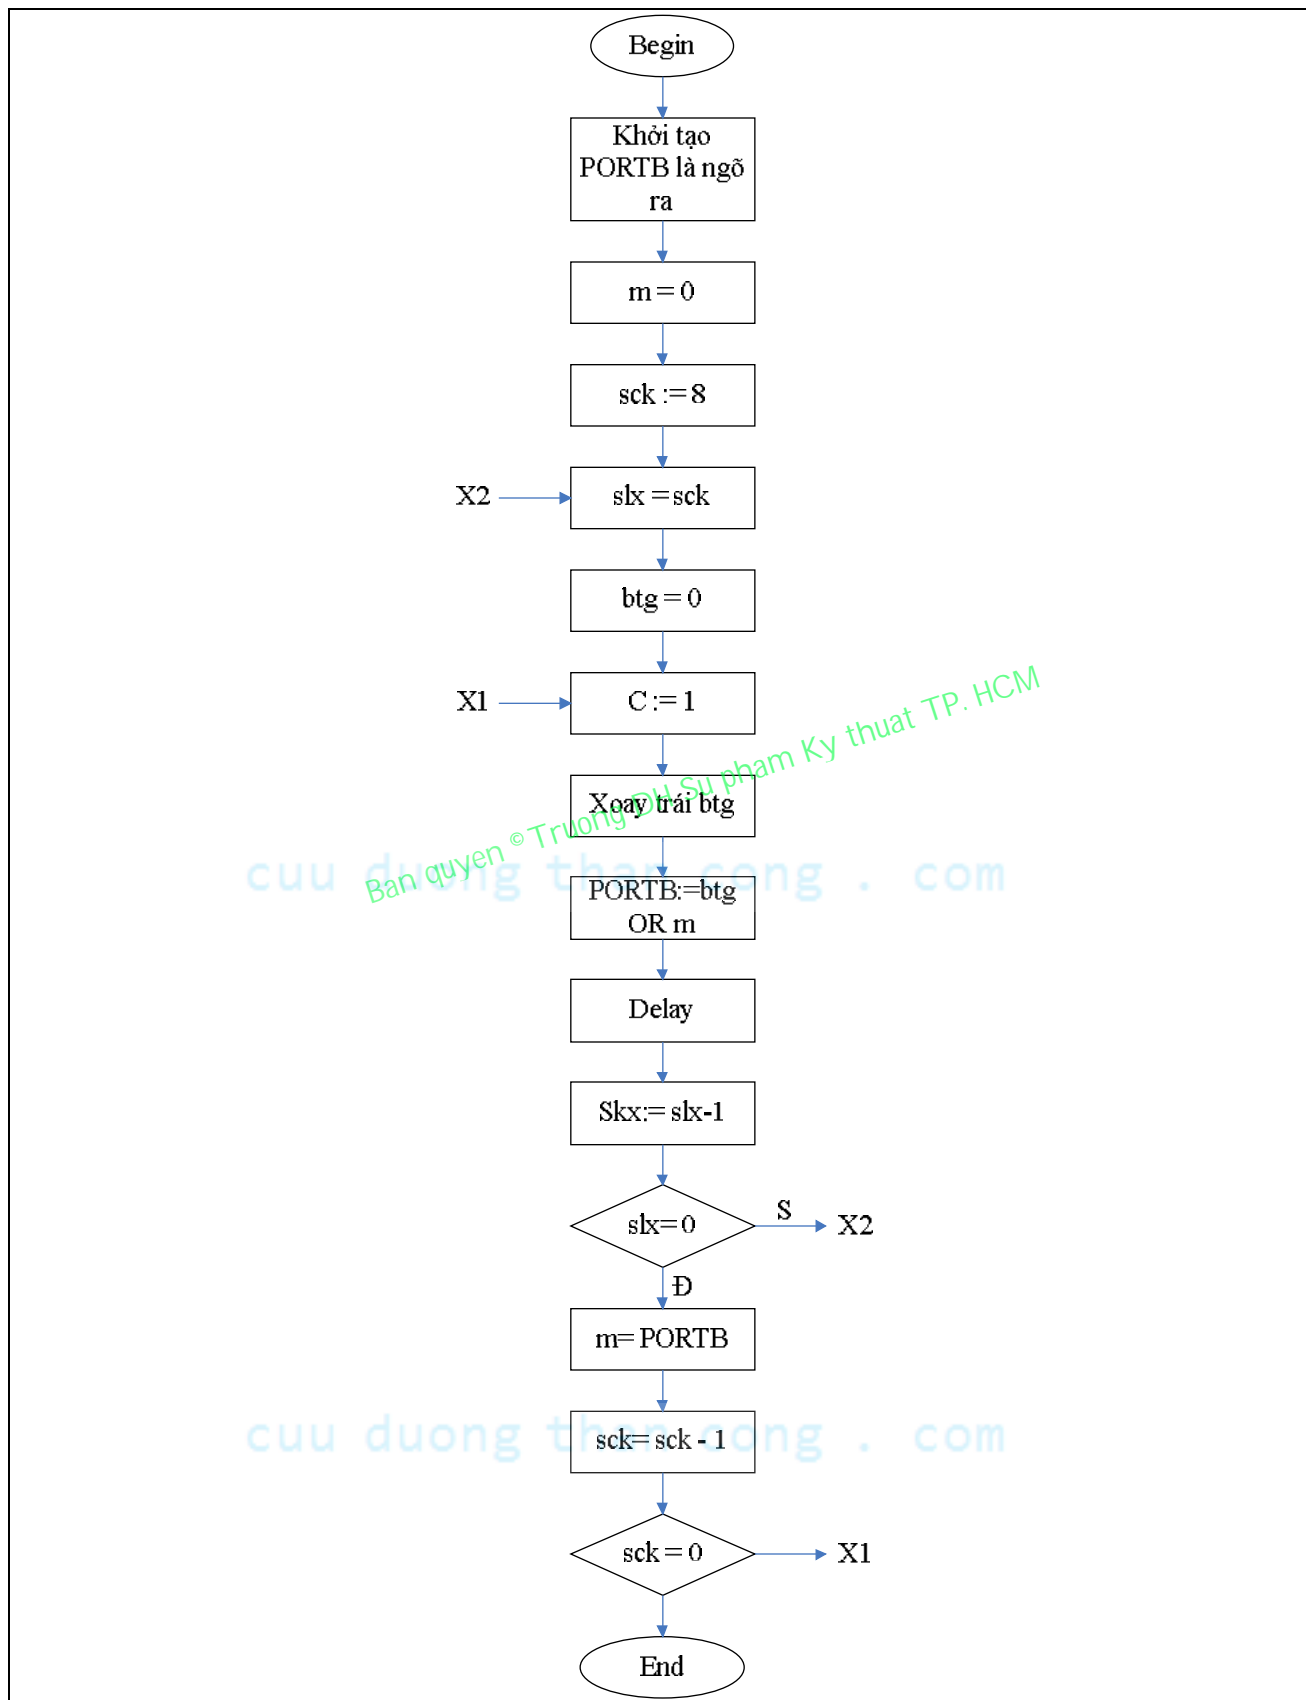 Begin
Khởi tạo
PORTB là ngõ
ra
m = 0
sck := 8
X2
slx = sck
btg = 0
X1
C := 1
Xoay trái btg
Ban quyen © Truong DH Su pham Ky thuat TP. HCM
cuu duong than cong . com
PORTB:=btg
OR m
Delay
Skx:= slx-1
slx= 0
S
X2
Đ
m= PORTB
cuu duong than cong . com
sck= sck - 1
sck = 0
X1
End